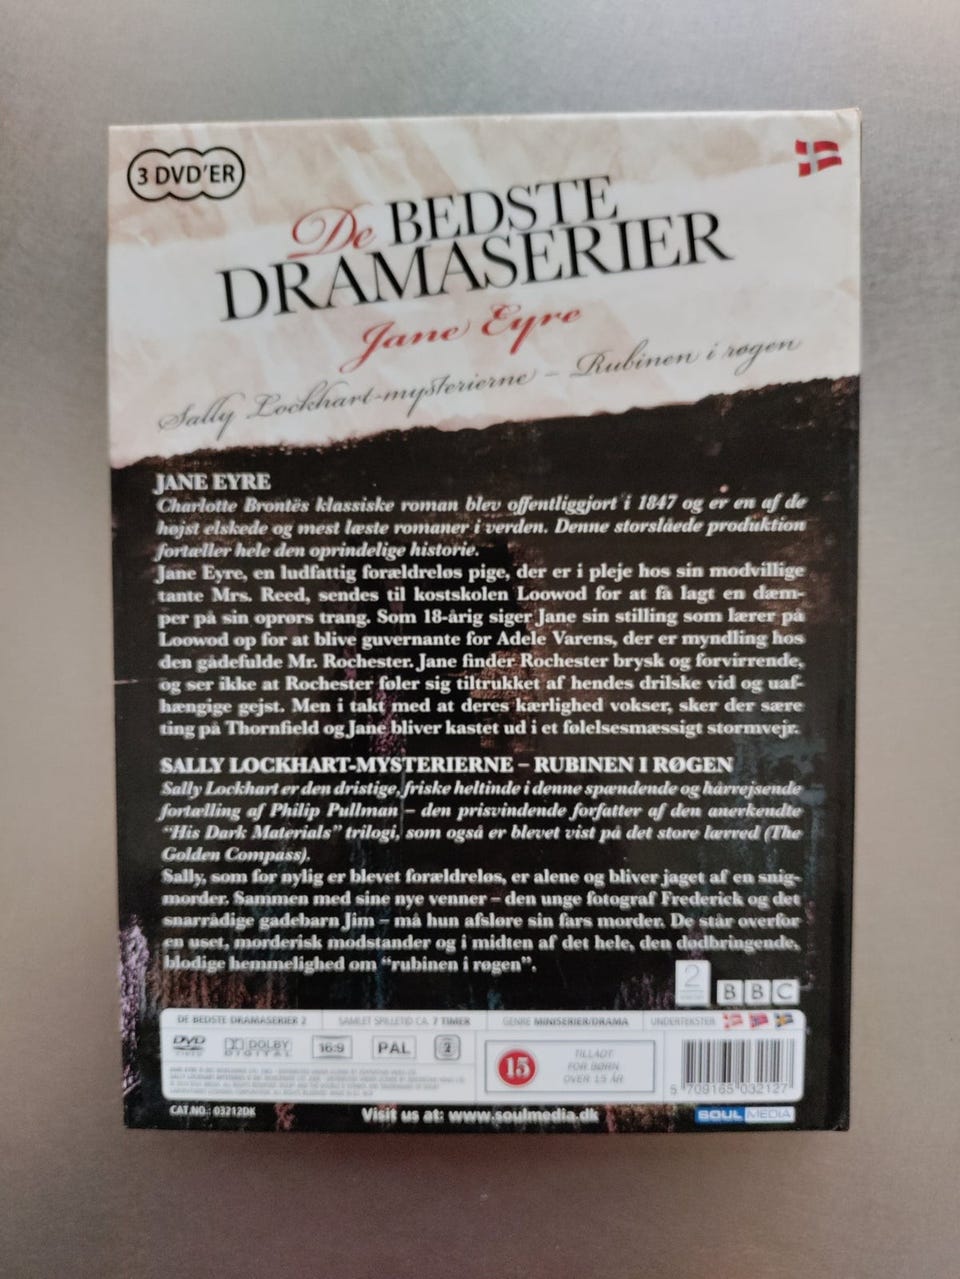 3 DVD'ER
De BEDSTE
DRAMASERIER
Jane Eyre
Sally Lockhart-mysterierne – Rubinen i røgen
JANE EYRE
Charlotte Brontës klassiske roman blev offentliggjort i 1847 og er en af de
højst elskede og mest læste romaner i verden. Denne storslåede produktion
fortæller hele den oprindelige historie.
Jane Eyre, en ludfattig forældreløs pige, der er i pleje hos sin modvillige
tante Mrs. Reed, sendes til kostskolen Loowod for at få lagt en dæm-
per på sin oprørs trang. Som 18-årig siger Jane sin stilling som lærer på
Loowod op for at blive guvernante for Adele Varens, der er myndling hos
den gådefulde Mr. Rochester. Jane finder Rochester brysk og forvirrende,
og ser ikke at Rochester føler sig tiltrukket af hendes drilske vid og uaf-
hængige gejst. Men i takt med at deres kærlighed vokser, sker der sære
ting på Thornfield og Jane bliver kastet ud i et følelsesmæssigt stormvejr.
SALLY LOCKHART-MYSTERIERNE – RUBINEN I RØGEN
Sally Lockhart er den dristige, friske heltinde i denne spændende og hårrejsende
fortælling af Philip Pullman – den prisvindende forfatter af den anerkendte
"His Dark Materials" trilogi, som også er blevet vist på det store lærred (The
Golden Compass).
Sally, som for nylig er blevet forældreløs, er alene og bliver jaget af en snig-
morder. Sammen med sine nye venner – den unge fotograf Frederick og det
snarrådige gadebarn Jim – må hun afsløre sin fars morder. De står overfor
en uset, morderisk modstander og i midten af det hele, den dødbringende,
blodige hemmelighed om "rubinen i røgen".
2 BBC
DE BEDSTE DRAMASERIER 2 SAMLET SPILLETID CA. 7 TIMER GENRE MINISERIER/DRAMA UNDERTEKSTER
DVD VIDEO DOLBY DIGITAL 16:9 PAL 2
15 TILLADT
FOR BØRN
OVER 15 ÅR
5 709165 032127
CAT.NO.: 03212DK Visit us at: www.soulmedia.dk SOUL MEDIA